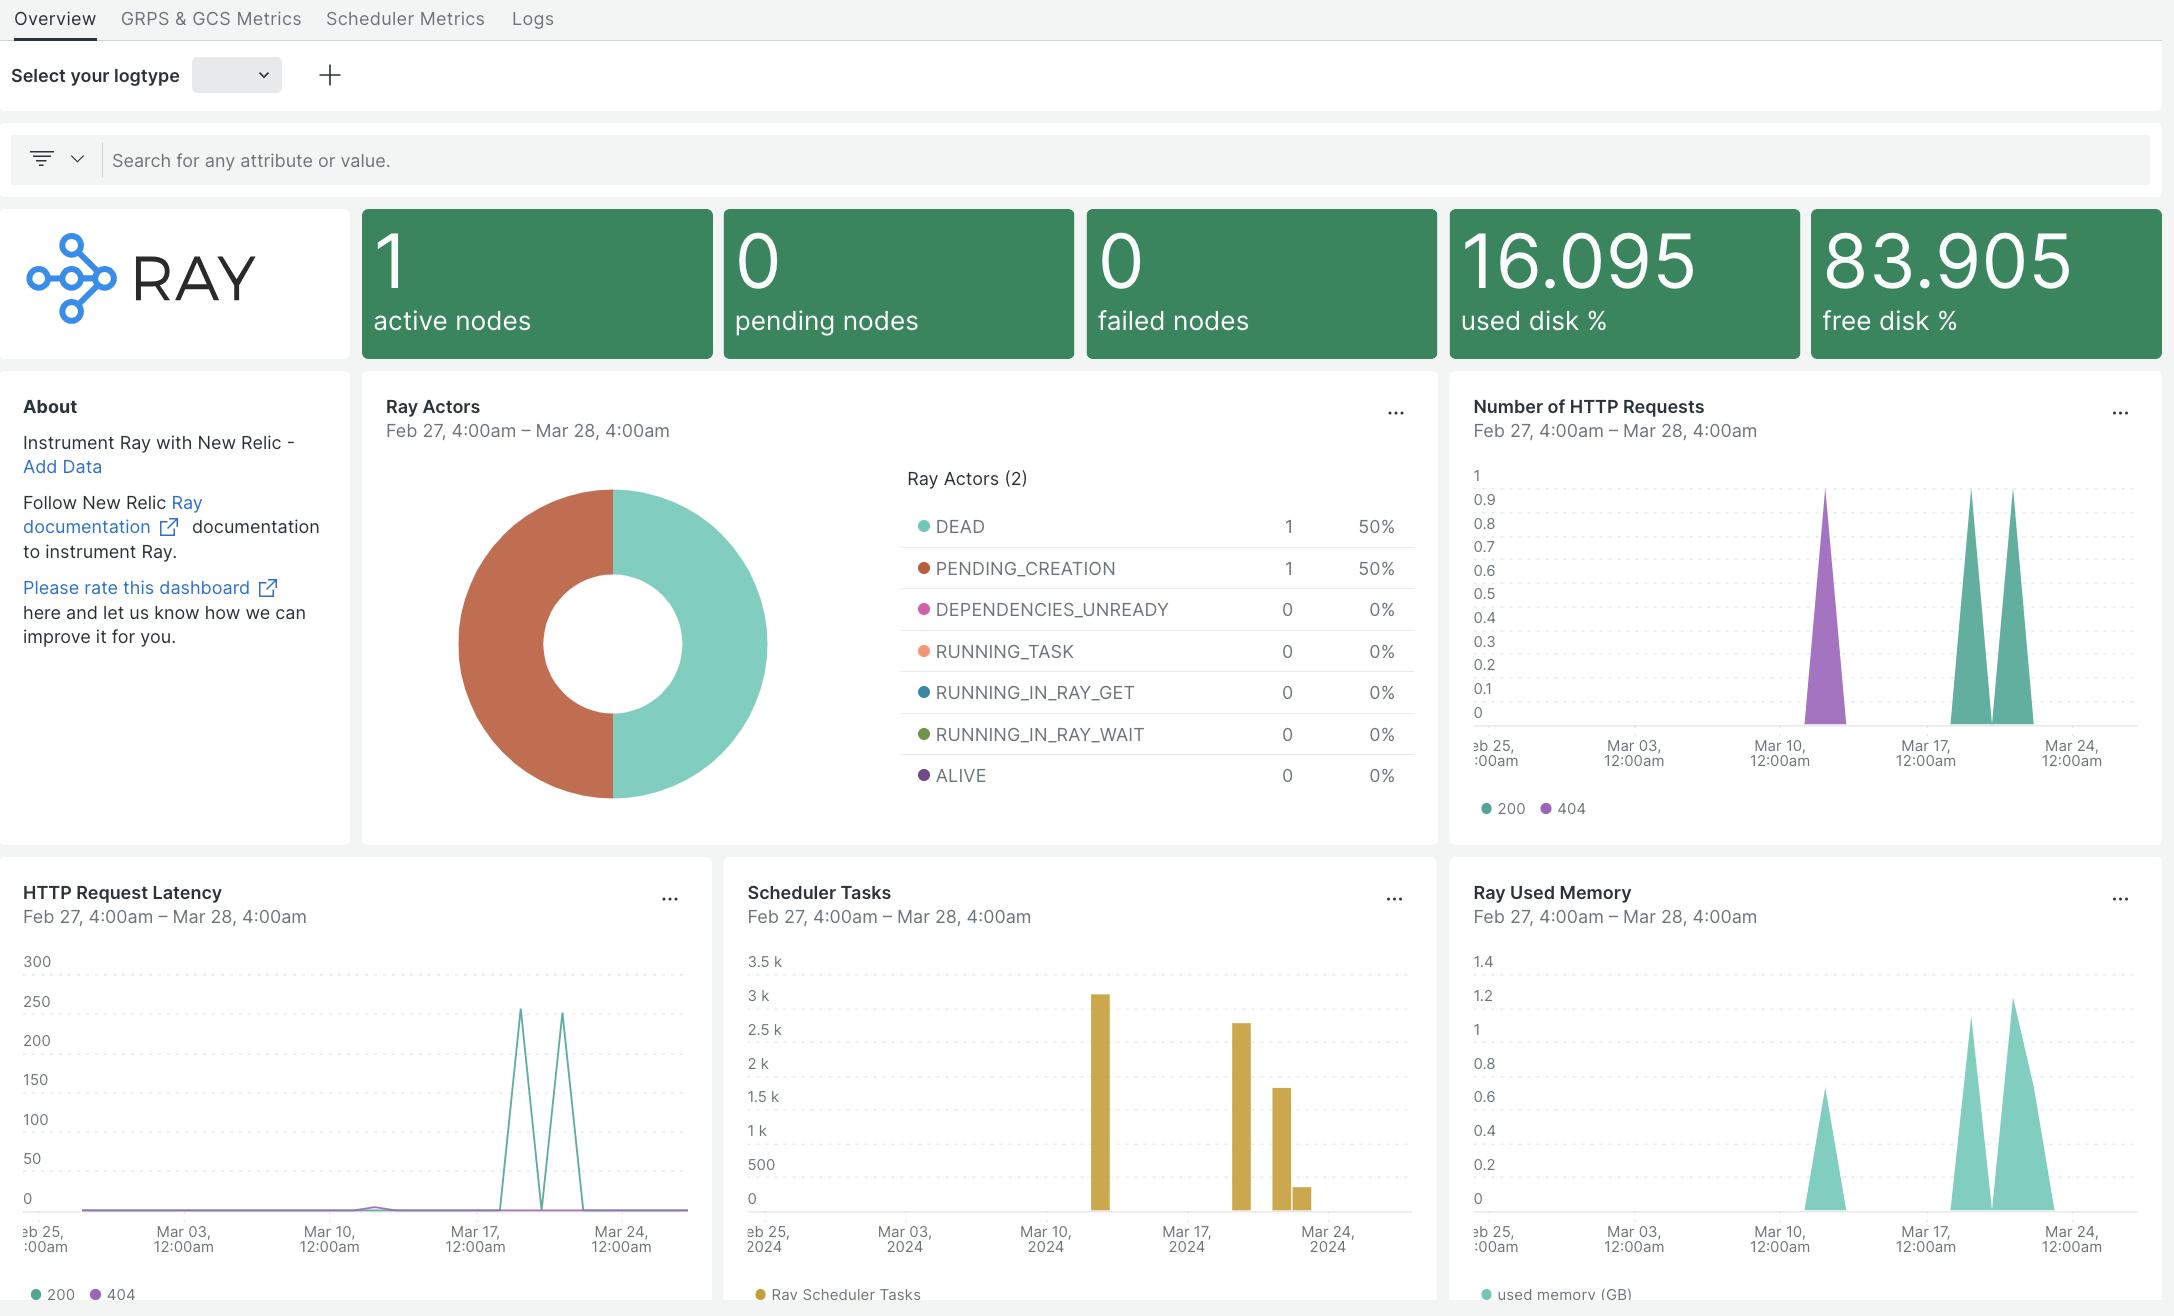 Overview GRPS & GCS Metrics Scheduler Metrics Logs
Select your logtype
Search for any attribute or value.
RAY
1
active nodes
0
pending nodes
0
failed nodes
16.095
used disk %
83.905
free disk %
About
Instrument Ray with New Relic -
Add Data
Follow New Relic Ray
documentation documentation
to instrument Ray.
Please rate this dashboard
here and let us know how we can
improve it for you.
Ray Actors
Feb 27, 4:00am – Mar 28, 4:00am
Ray Actors (2)
DEAD 1 50%
PENDING_CREATION 1 50%
DEPENDENCIES_UNREADY 0 0%
RUNNING_TASK 0 0%
RUNNING_IN_RAY_GET 0 0%
RUNNING_IN_RAY_WAIT 0 0%
ALIVE 0 0%
Number of HTTP Requests
Feb 27, 4:00am – Mar 28, 4:00am
1
0.9
0.8
0.7
0.6
0.5
0.4
0.3
0.2
0.1
0
eb 25, Mar 03, Mar 10, Mar 17, Mar 24,
:00am 12:00am 12:00am 12:00am 12:00am
200 404
HTTP Request Latency
Feb 27, 4:00am – Mar 28, 4:00am
300
250
200
150
100
50
0
eb 25, Mar 03, Mar 10, Mar 17, Mar 24,
:00am 12:00am 12:00am 12:00am 12:00am
200 404
Scheduler Tasks
Feb 27, 4:00am – Mar 28, 4:00am
3.5 k
3 k
2.5 k
2 k
1.5 k
1 k
500
0
eb 25, Mar 03, Mar 10, Mar 17, Mar 24,
2024 2024 2024 2024 2024
Ray Scheduler Tasks
Ray Used Memory
Feb 27, 4:00am – Mar 28, 4:00am
1.4
1.2
1
0.8
0.6
0.4
0.2
0
eb 25, Mar 03, Mar 10, Mar 17, Mar 24,
:00am 12:00am 12:00am 12:00am 12:00am
used memory (GB)